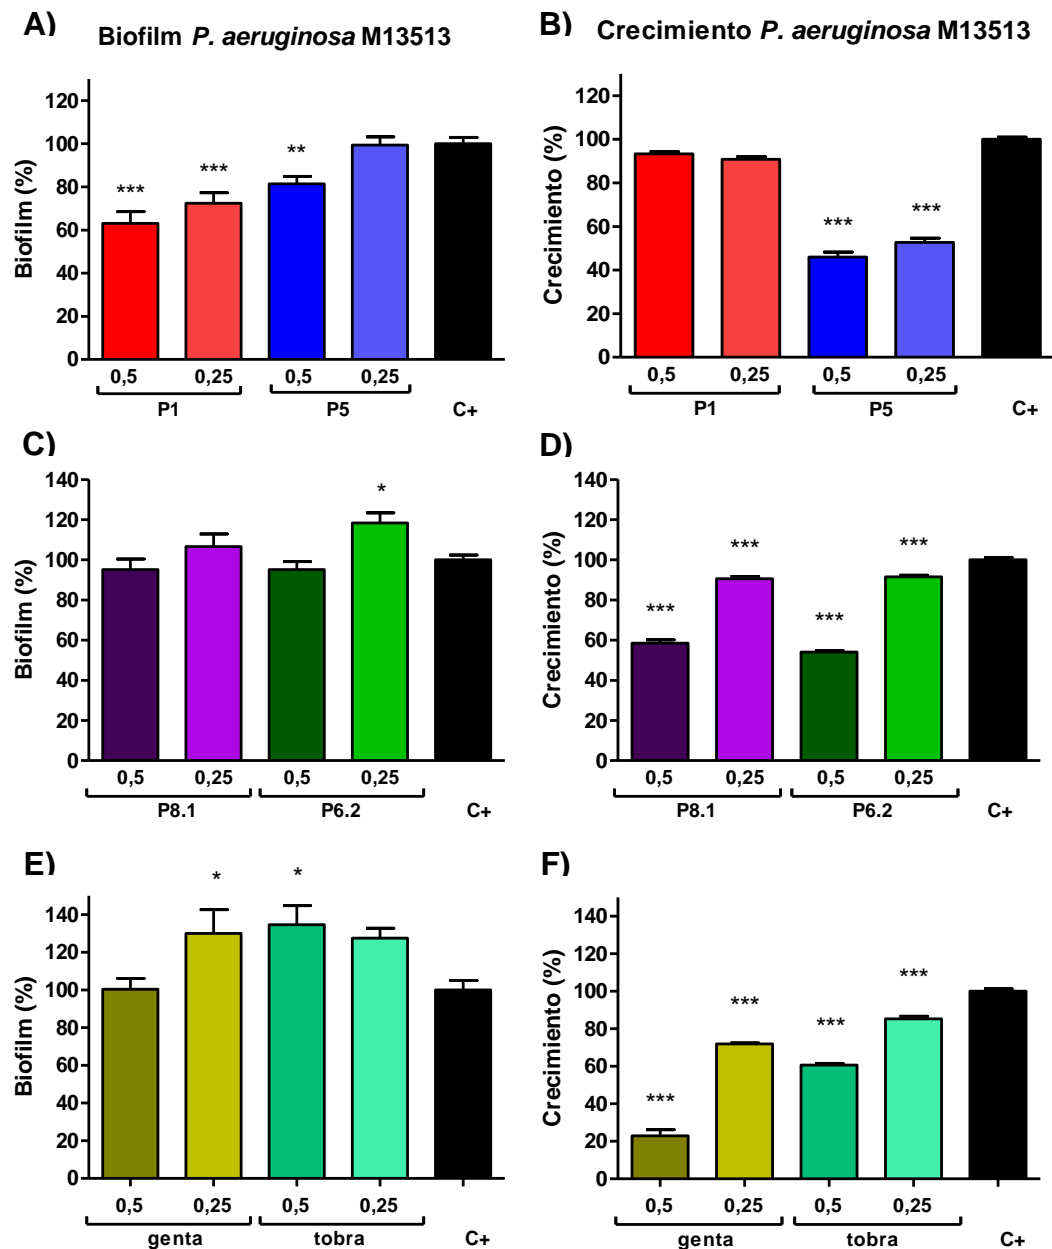 A) Biofilm P. aeruginosa M13513
Biofilm (%)
120
100
80
60
40
20
0
*** *** **
0,5 0,25 0,5 0,25
P1 P5 C+
B) Crecimiento P. aeruginosa M13513
Crecimiento (%)
120
100
80
60
40
20
0
*** ***
0,5 0,25 0,5 0,25
P1 P5 C+
C)
Biofilm (%)
140
120
100
80
60
40
20
0
*
0,5 0,25 0,5 0,25
P8.1 P6.2 C+
D)
Crecimiento (%)
140
120
100
80
60
40
20
0
*** *** *** ***
0,5 0,25 0,5 0,25
P8.1 P6.2 C+
E)
Biofilm (%)
140
120
100
80
60
40
20
0
* *
0,5 0,25 0,5 0,25
genta tobra C+
F)
Crecimiento (%)
140
120
100
80
60
40
20
0
*** *** *** ***
0,5 0,25 0,5 0,25
genta tobra C+